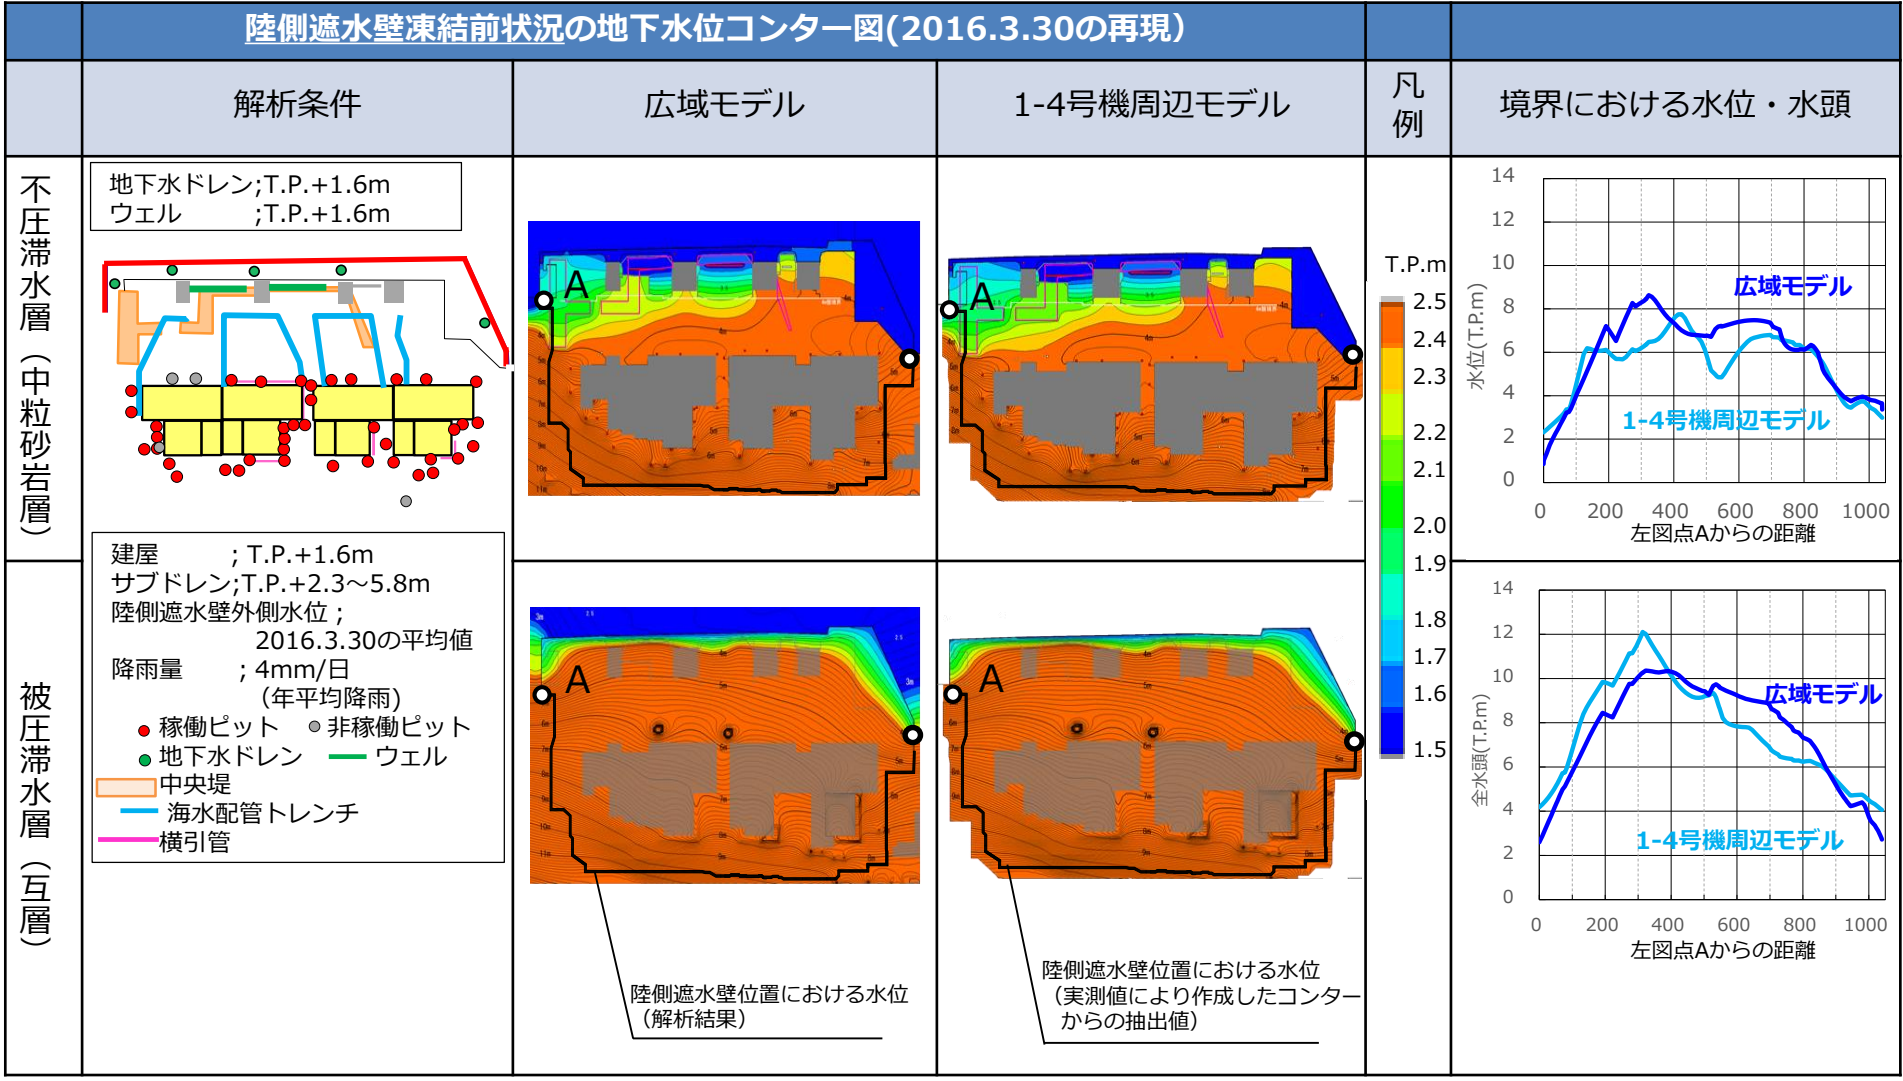 陸側遮水壁凍結前状況の地下水位コンター図(2016.3.30の再現)
解析条件
広域モデル
1-4号機周辺モデル
凡例
境界における水位・水頭
不圧滞水層(中粒砂岩層)
地下水ドレン;T.P.+1.6m
ウェル ;T.P.+1.6m
A
A
T.P.m
2.5
2.4
2.3
2.2
2.1
2.0
1.9
1.8
1.7
1.6
1.5
14
12
10
8
6
4
2
0
水位(T.P.m)
広域モデル
1-4号機周辺モデル
0 200 400 600 800 1000
左図点Aからの距離
被圧滞水層(互層)
建屋 ; T.P.+1.6m
サブドレン;T.P.+2.3～5.8m
陸側遮水壁外側水位;
2016.3.30の平均値
降雨量 ; 4mm/日
(年平均降雨)
稼働ピット 非稼働ピット
地下水ドレン ウェル
中央堤
海水配管トレンチ
横引管
A
陸側遮水壁位置における水位
(解析結果)
A
陸側遮水壁位置における水位
(実測値により作成したコンター
からの抽出値)
14
12
10
8
6
4
2
0
全水頭(T.P.m)
広域モデル
1-4号機周辺モデル
0 200 400 600 800 1000
左図点Aからの距離